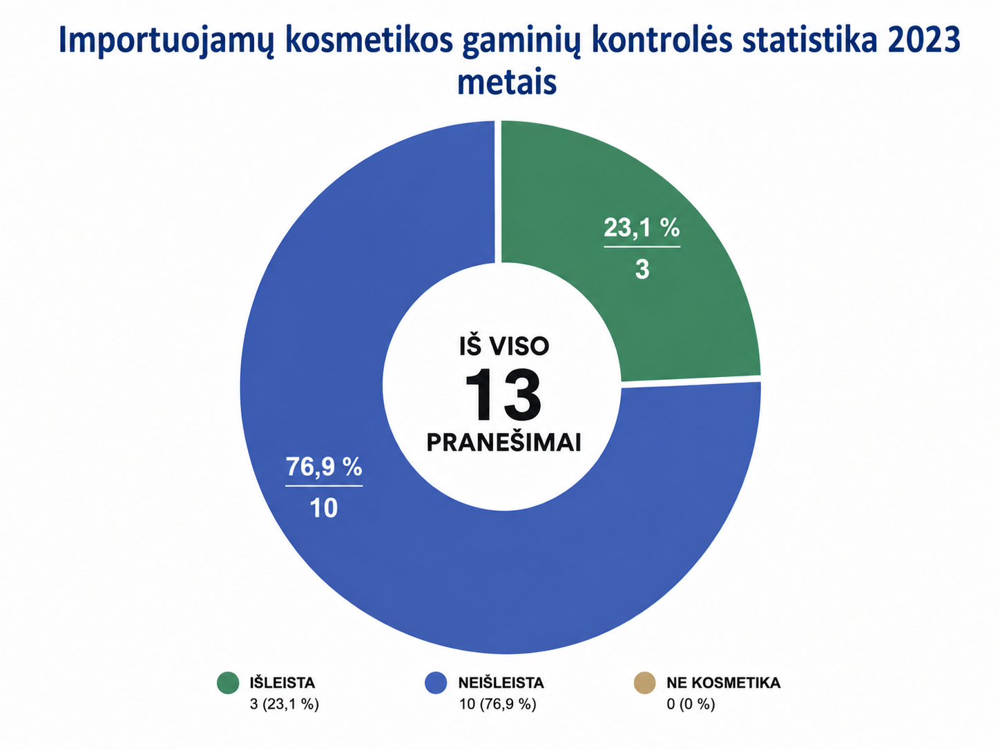 Importuojamų kosmetikos gaminių kontrolės statistika 2023
metais
23,1 %
3
IŠ VISO
13
PRANEŠIMAI
76,9 %
10
IŠLEISTA
3 (23,1 %)
NEIŠLEISTA
10 (76,9 %)
NE KOSMETIKA
0 (0 %)